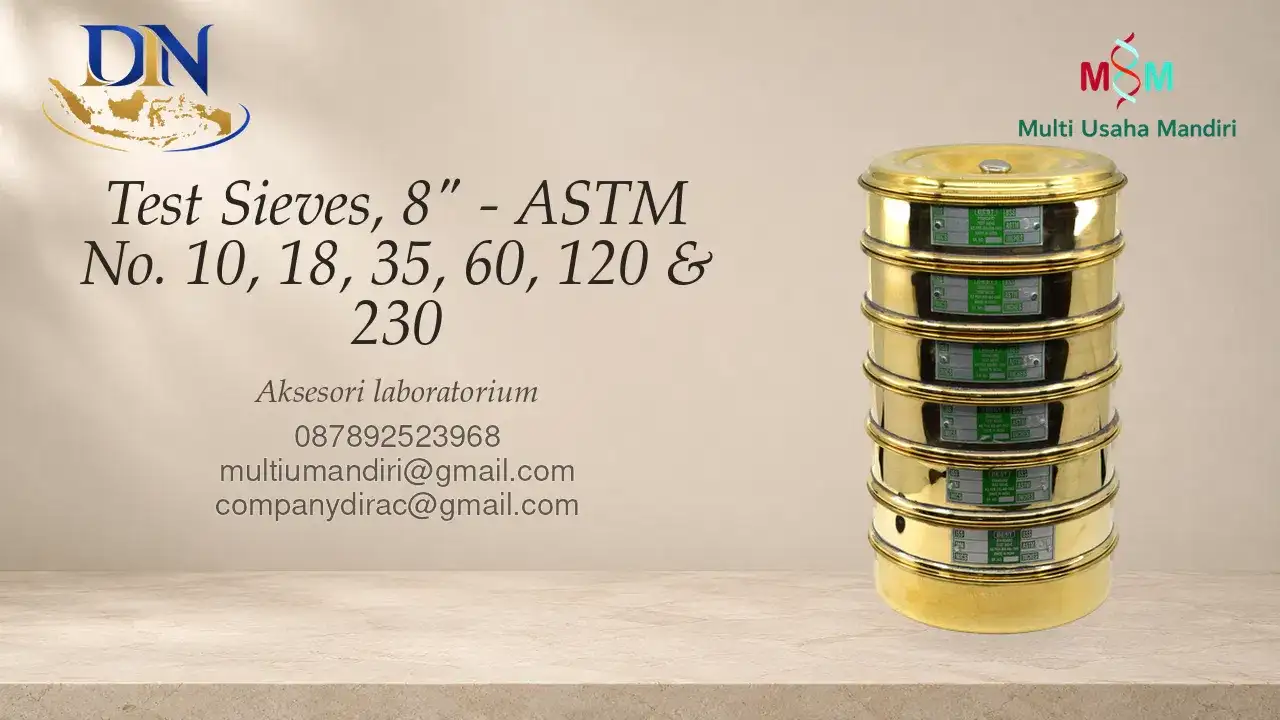 DIN
M M
Multi Usaha Mandiri
Test Sieves, 8" - ASTM
No. 10, 18, 35, 60, 120 &
230
Aksesori laboratorium
087892523968
multiumandiri@gmail.com
companydirac@gmail.com